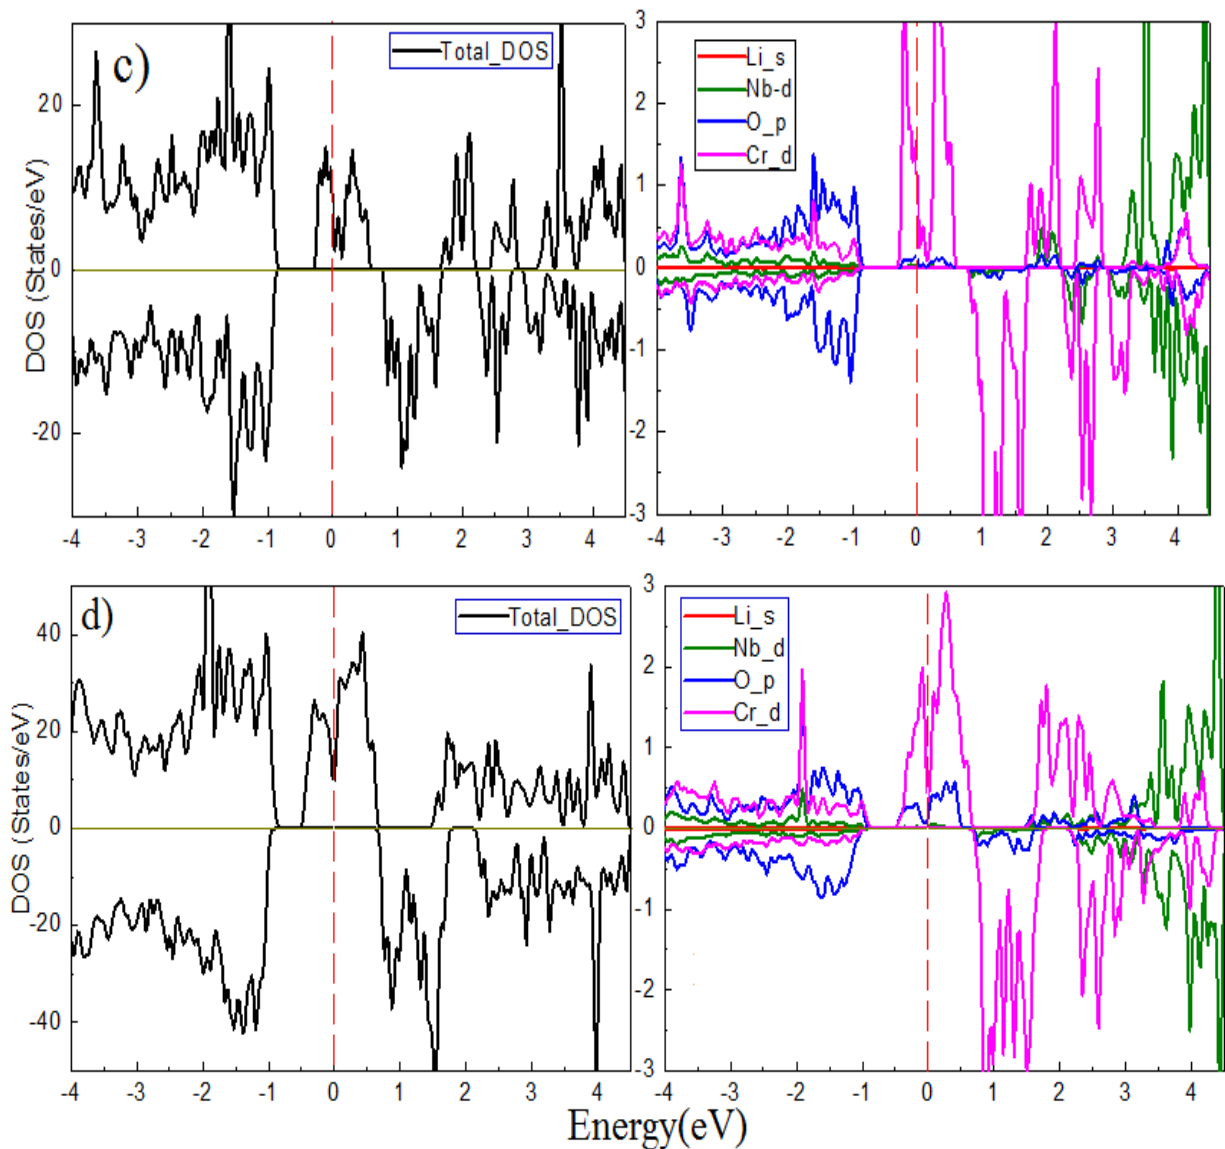 c)
Total_DOS
DOS (States/eV)
20
0
-20
-4 -3 -2 -1 0 1 2 3 4
Li_s
Nb-d
O_p
Cr_d
3
2
1
0
-1
-2
-3
-4 -3 -2 -1 0 1 2 3 4
d)
Total_DOS
DOS (States/eV)
40
20
0
-20
-40
-4 -3 -2 -1 0 1 2 3 4
Li_s
Nb_d
O_p
Cr_d
3
2
1
0
-1
-2
-3
-4 -3 -2 -1 0 1 2 3 4
Energy(eV)